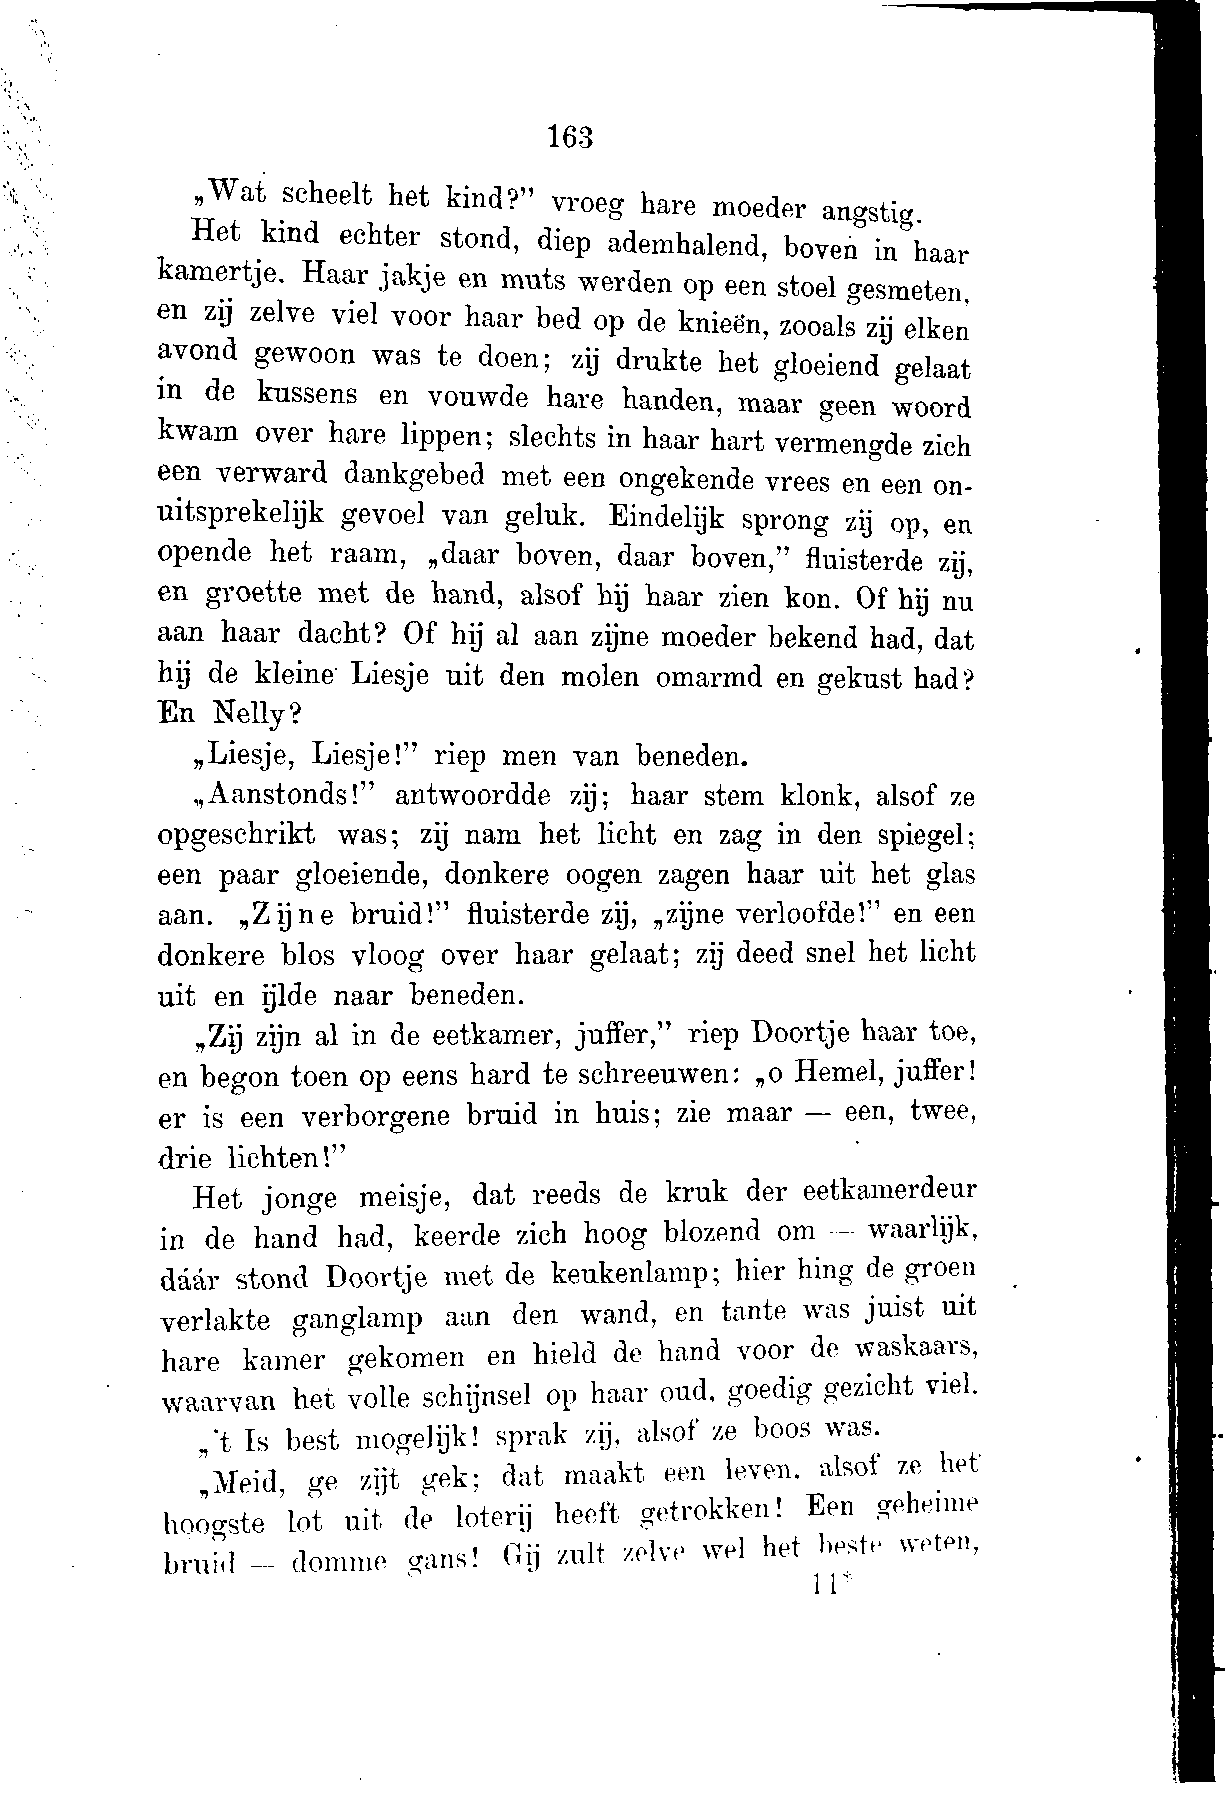 163
„Wat scheelt het kind?” vroeg hare moeder angstig.
Het kind echter stond, diep ademhalend, boven in haar
kamertje. Haar jakje en muts werden op een stoel gesmeten,
en zij zelve viel voor haar bed op de knieën, zooals zij elken
avond gewoon was te doen; zij drukte het gloeiend gelaat
in de kussens en vouwde hare handen, maar geen woord
kwam over hare lippen; slechts in haar hart vermengde zich
een verward dankgebed met een ongekende vrees en een on-
uitsprekelijk gevoel van geluk. Eindelijk sprong zij op, en
opende het raam, „daar boven, daar boven,” fluisterde zij,
en groette met de hand, alsof hij haar zien kon. Of hij nu
aan haar dacht? Of hij al aan zijne moeder bekend had, dat
hij de kleine Liesje uit den molen omarmd en gekust had?
En Nelly?
„Liesje, Liesje!” riep men van beneden.
„Aanstonds!” antwoordde zij; haar stem klonk, alsof ze
opgeschrikt was; zij nam het licht en zag in den spiegel;
een paar gloeiende, donkere oogen zagen haar uit het glas
aan. „Zijne bruid!” fluisterde zij, „zijne verloofde!” en een
donkere blos vloog over haar gelaat; zij deed snel het licht
uit en ijlde naar beneden.
„Zij zijn al in de eetkamer, juffer,” riep Doortje haar toe,
en begon toen op eens hard te schreeuwen: „o Hemel, juffer!
er is een verborgene bruid in huis; zie maar — een, twee,
drie lichten!”
Het jonge meisje, dat reeds de kruk der eetkamerdeur
in de hand had, keerde zich hoog blozend om — waarlijk,
dáár stond Doortje met de keukenlamp; hier hing de groen
verlakte ganglamp aan den wand, en tante was juist uit
hare kamer gekomen en hield de hand voor de waskaars,
waarvan het volle schijnsel op haar oud, goedig gezicht viel.
„'t Is best mogelijk! sprak zij, alsof ze boos was.
„Meid, ge zijt gek; dat maakt een leven, alsof ze het
hoogste lot uit de loterij heeft getrokken! Een geheime
bruid — domme gans! Gij zult zelve wel het beste weten,
11*